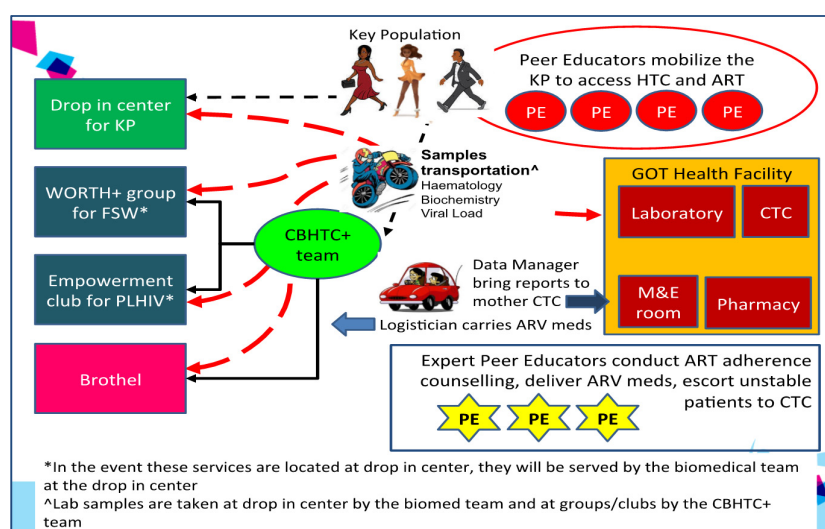 Key Population
Peer Educators mobilize the
KP to access HTC and ART
PE PE PE PE
Drop in center
for KP
Samples
transportation^
Haematology
Biochemistry
Viral Load
GOT Health Facility
Laboratory
CTC
WORTH+ group
for FSW*
CBHTC+
team
Empowerment
club for PLHIV*
Data Manager
bring reports to
mother CTC
M&E
room
Pharmacy
Logistician carries ARV meds
Brothel
Expert Peer Educators conduct ART adherence
counselling, deliver ARV meds, escort unstable
patients to CTC
PE PE PE
*In the event these services are located at drop in center, they will be served by the biomedical team
at the drop in center
^Lab samples are taken at drop in center by the biomed team and at groups/clubs by the CBHTC+
team